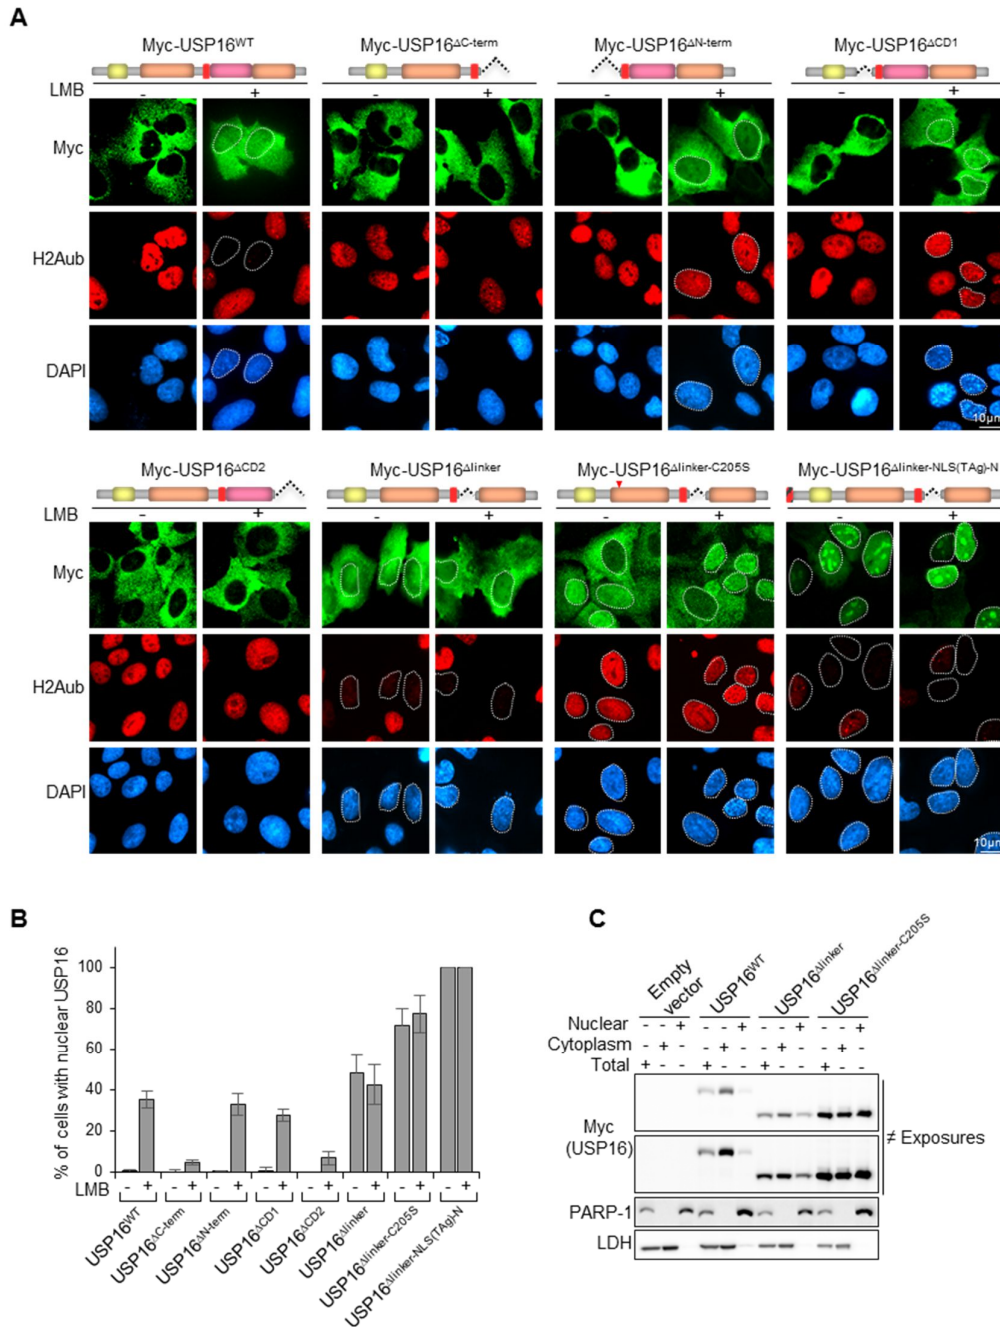 A
Myc-USP16WT Myc-USP16ΔC-term Myc-USP16ΔN-term Myc-USP16ΔCD1
LMB - + - + - + - +
Myc
H2Aub
DAPI
10µm
Myc-USP16ΔCD2 Myc-USP16Δlinker Myc-USP16Δlinker-C205S Myc-USP16Δlinker-NLS(TAg)-N
LMB - + - + - + - +
Myc
H2Aub
DAPI
10µm
B
% of cells with nuclear USP16
100
80
60
40
20
0
LMB - + - + - + - + - + - + - + - +
USP16WT
USP16ΔC-term
USP16ΔN-term
USP16ΔCD1
USP16ΔCD2
USP16Δlinker
USP16Δlinker-C205S
USP16Δlinker-NLS(TAg)-N
C
Empty vector
USP16WT
USP16Δlinker
USP16Δlinker-C205S
Nuclear - - + - - + - - + - - +
Cytoplasm - + - - + - - + - - + -
Total + - - + - - + - - + - -
Myc
(USP16)
≠ Exposures
PARP-1
LDH